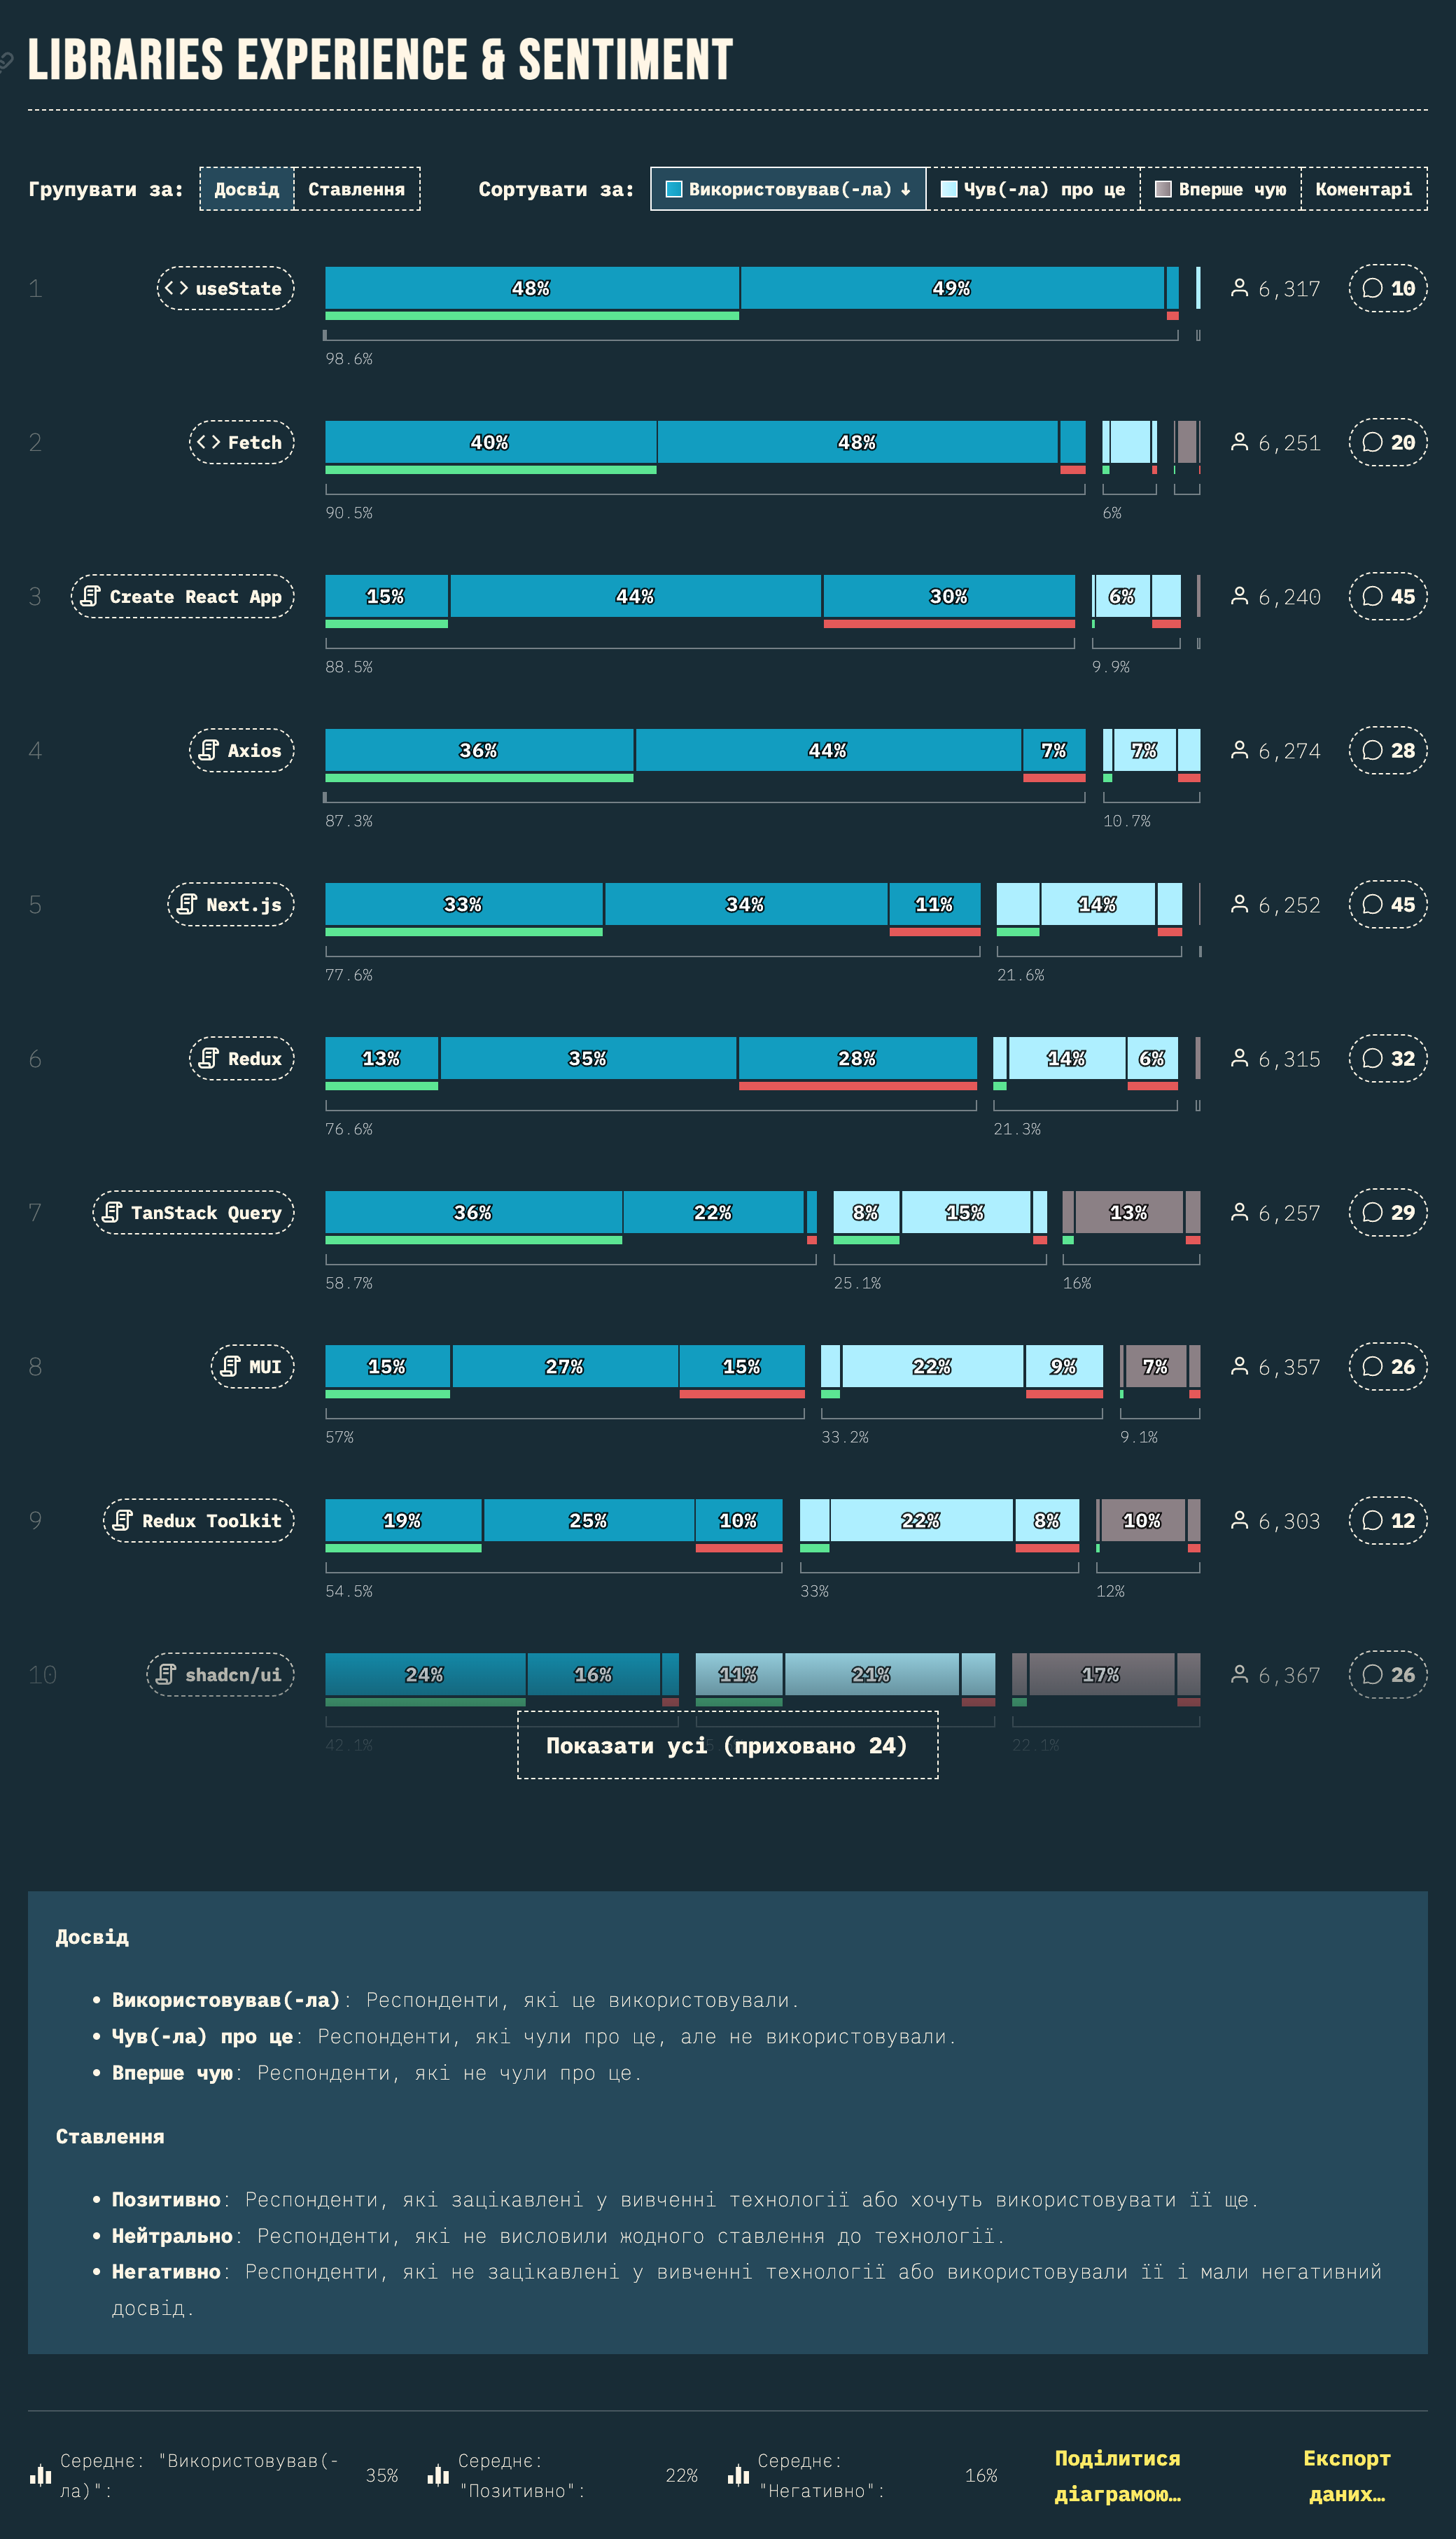 LIBRARIES EXPERIENCE & SENTIMENT
Групувати за: Досвід Ставлення Сортувати за: Використовував(-ла) ↓ Чув(-ла) про це Вперше чую Коментарі
1 useState 48% 49% 6,317 10
98.6%
2 Fetch 40% 48% 6,251 20
90.5% 6%
3 Create React App 15% 44% 30% 6% 6,240 45
88.5% 9.9%
4 Axios 36% 44% 7% 7% 6,274 28
87.3% 10.7%
5 Next.js 33% 34% 11% 14% 6,252 45
77.6% 21.6%
6 Redux 13% 35% 28% 14% 6% 6,315 32
76.6% 21.3%
7 TanStack Query 36% 22% 8% 15% 13% 6,257 29
58.7% 25.1% 16%
8 MUI 15% 27% 15% 22% 9% 7% 6,357 26
57% 33.2% 9.1%
9 Redux Toolkit 19% 25% 10% 22% 8% 10% 6,303 12
54.5% 33% 12%
10 shadcn/ui 24% 16% 11% 21% 17% 6,367 26
42.1% Показати усі (приховано 24) 22.1%
Досвід
• Використовував(-ла): Респонденти, які це використовували.
• Чув(-ла) про це: Респонденти, які чули про це, але не використовували.
• Вперше чую: Респонденти, які не чули про це.
Ставлення
• Позитивно: Респонденти, які зацікавлені у вивченні технології або хочуть використовувати її ще.
• Нейтрально: Респонденти, які не висловили жодного ставлення до технології.
• Негативно: Респонденти, які не зацікавлені у вивченні технології або використовували її і мали негативний
досвід.
Середнє: "Використовував(-
ла)": 35%
Середнє:
"Позитивно": 22%
Середнє:
"Негативно": 16%
Поділитися
діаграмою…
Експорт
даних…